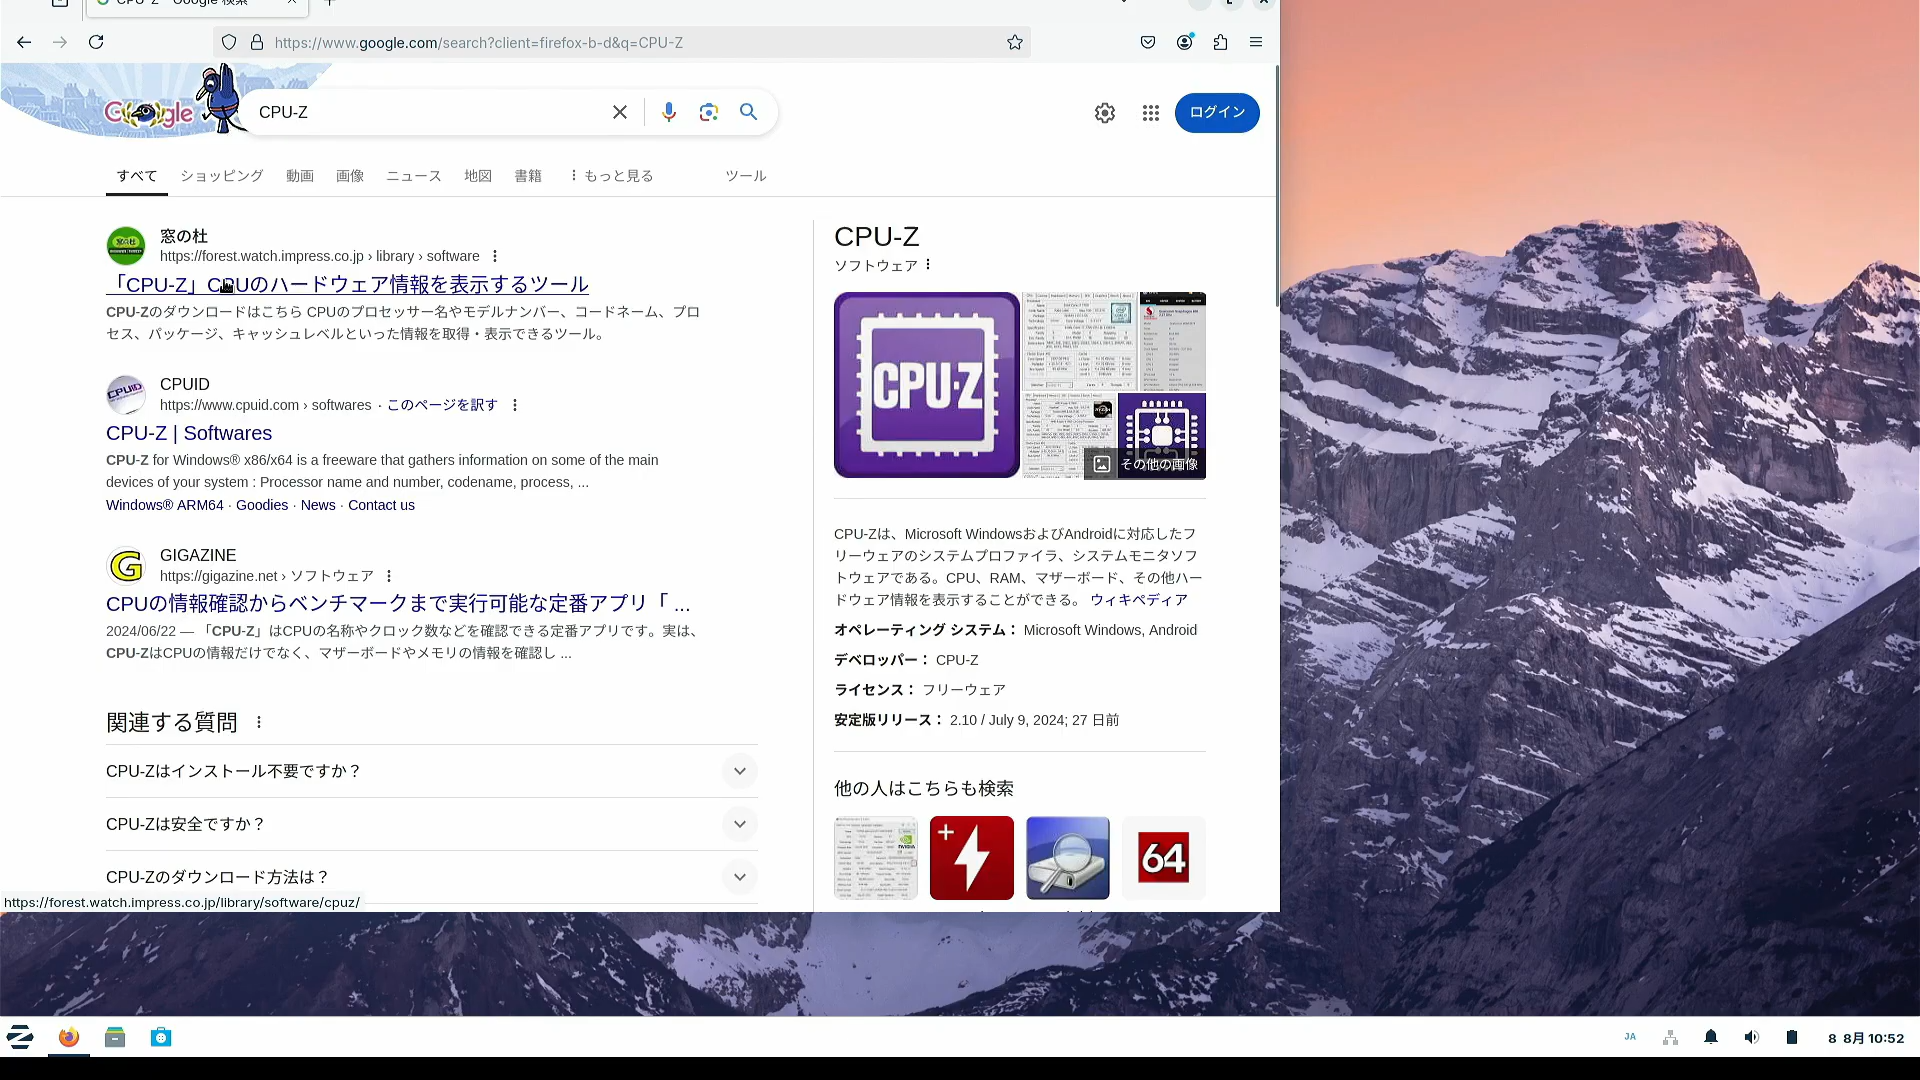 CPU-Z - Google 検索
https://www.google.com/search?client=firefox-b-d&q=CPU-Z
Google
CPU-Z
ログイン
すべて ショッピング 動画 画像 ニュース 地図 書籍 もっと見る ツール
窓の杜
https://forest.watch.impress.co.jp › library › software
「CPU-Z」CPUのハードウェア情報を表示するツール
CPU-Zのダウンロードはこちら CPUのプロセッサー名やモデルナンバー、コードネーム、プロ
セス、パッケージ、キャッシュレベルといった情報を取得・表示できるツール。
CPUID
CPUID
https://www.cpuid.com › softwares · このページを訳す
CPU-Z | Softwares
CPU-Z for Windows® x86/x64 is a freeware that gathers information on some of the main
devices of your system : Processor name and number, codename, process, ...
Windows® ARM64 · Goodies · News · Contact us
G
GIGAZINE
https://gigazine.net › ソフトウェア
CPUの情報確認からベンチマークまで実行可能な定番アプリ「 ...
2024/06/22 — 「CPU-Z」はCPUの名称やクロック数などを確認できる定番アプリです。実は、
CPU-ZはCPUの情報だけでなく、マザーボードやメモリの情報を確認し ...
関連する質問
CPU-Zはインストール不要ですか？
CPU-Zは安全ですか？
CPU-Zのダウンロード方法は？
https://forest.watch.impress.co.jp/library/software/cpuz/
CPU-Z
ソフトウェア
CPU-Z
その他の画像
CPU-Zは、Microsoft WindowsおよびAndroidに対応したフ
リーウェアのシステムプロファイラ、システムモニタソフ
トウェアである。CPU、RAM、マザーボード、その他ハー
ドウェア情報を表示することができる。 ウィキペディア
オペレーティング システム： Microsoft Windows, Android
デベロッパー： CPU-Z
ライセンス： フリーウェア
安定版リリース： 2.10 / July 9, 2024; 27 日前
他の人はこちらも検索
64
JA
8 8月 10:52